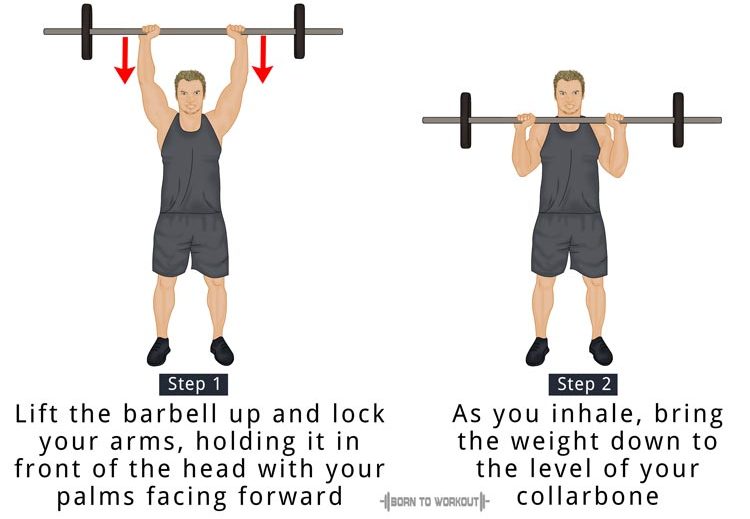 Step 1
Lift the barbell up and lock
your arms, holding it in
front of the head with your
palms facing forward
Step 2
As you inhale, bring
the weight down to
the level of your
collarbone
BORN TO WORKOUT